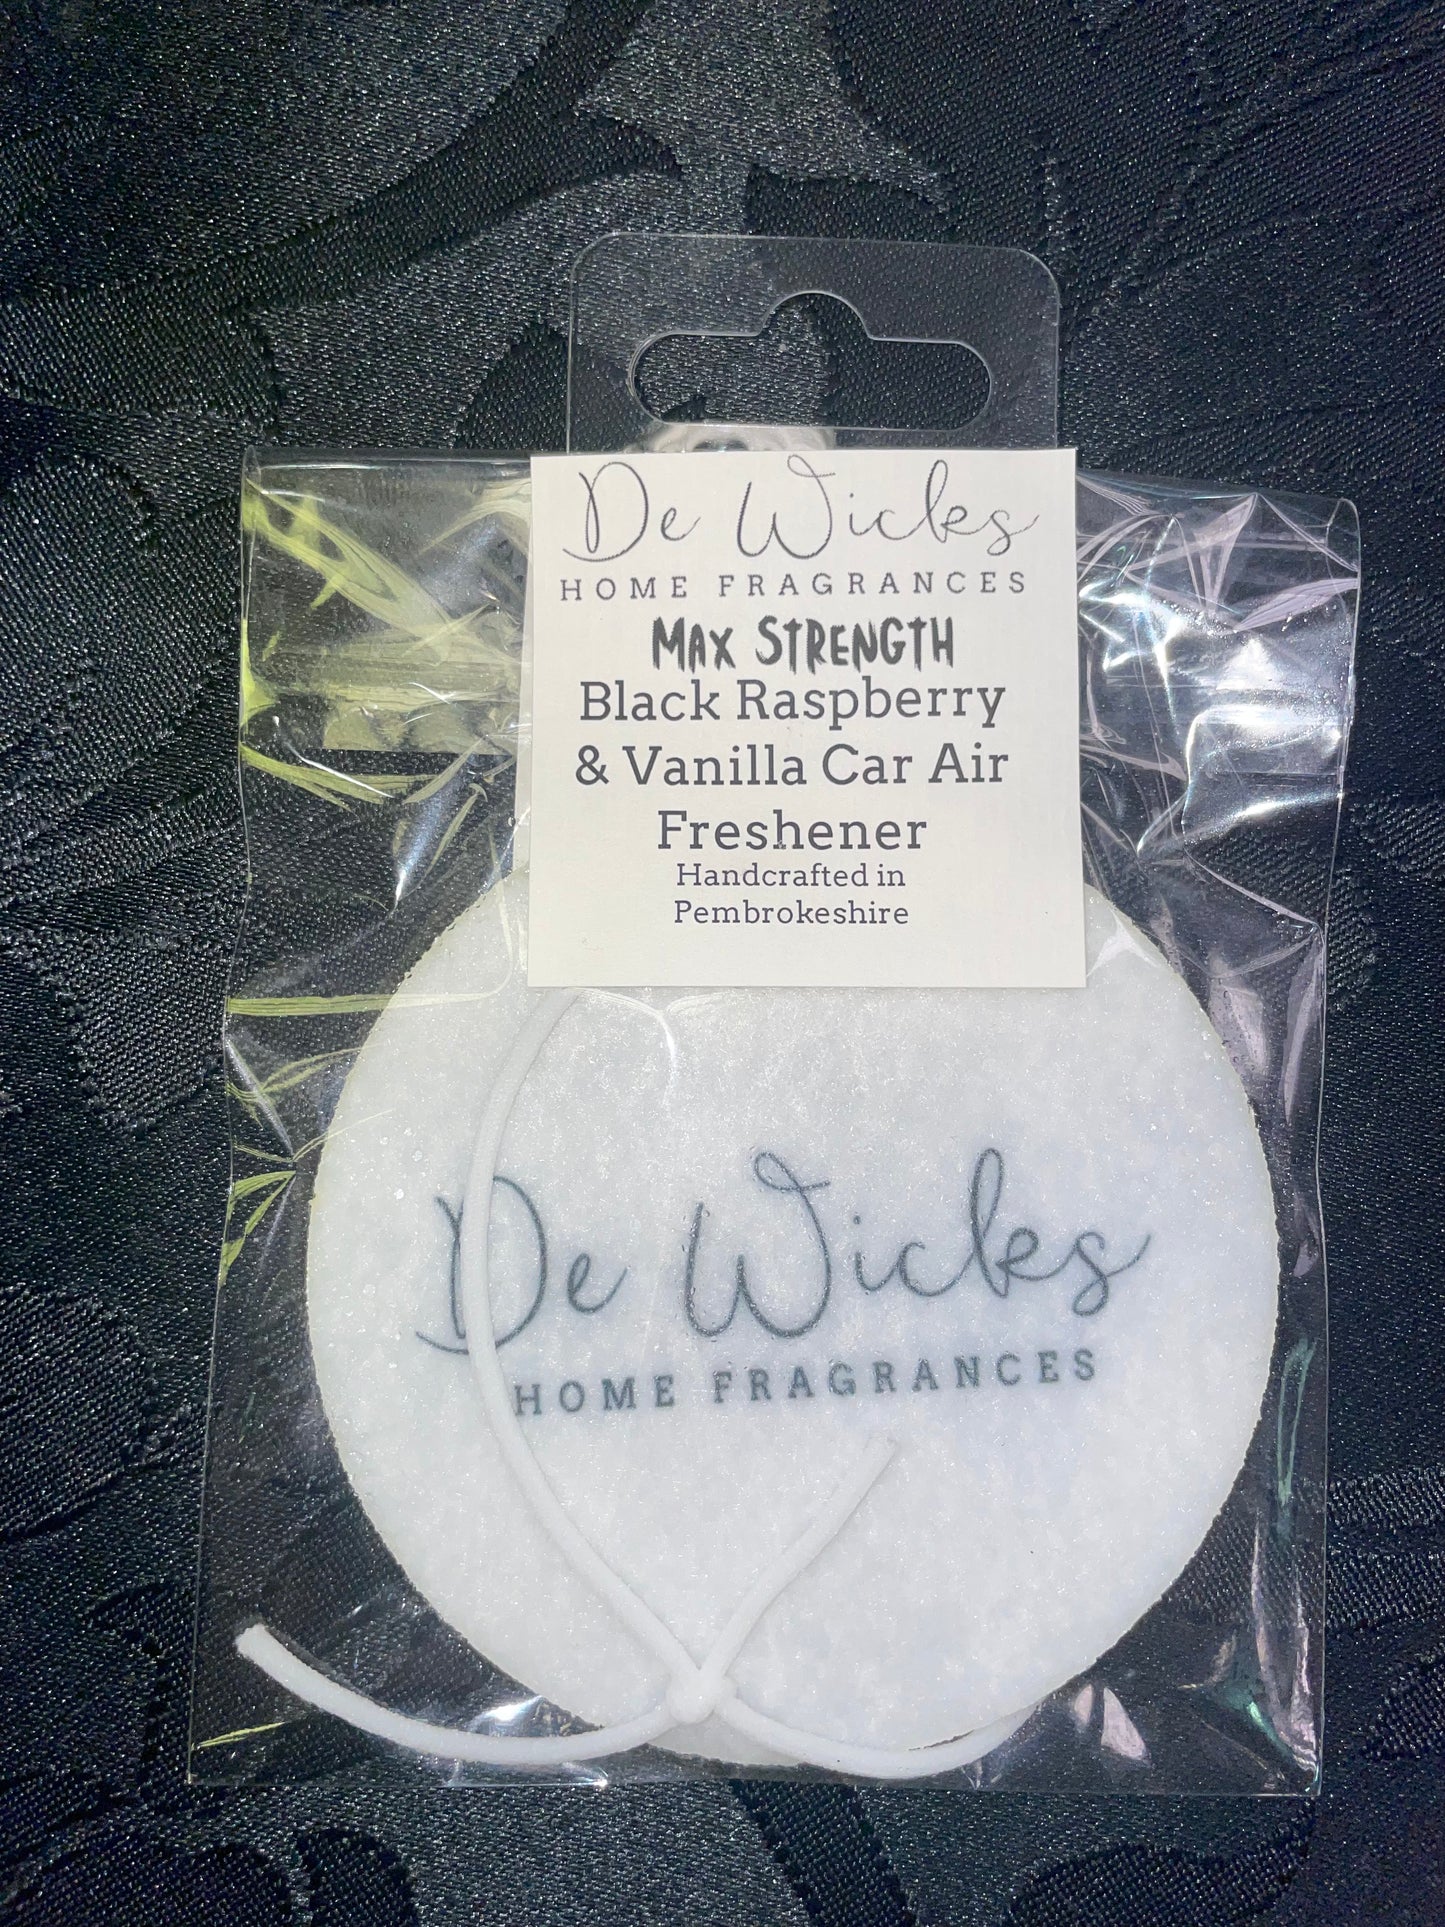 De Wicks
HOME FRAGRANCES
MAX STRENGTH
Black Raspberry
& Vanilla Car Air
Freshener
Handcrafted in
Pembrokeshire
De Wicks
HOME FRAGRANCES